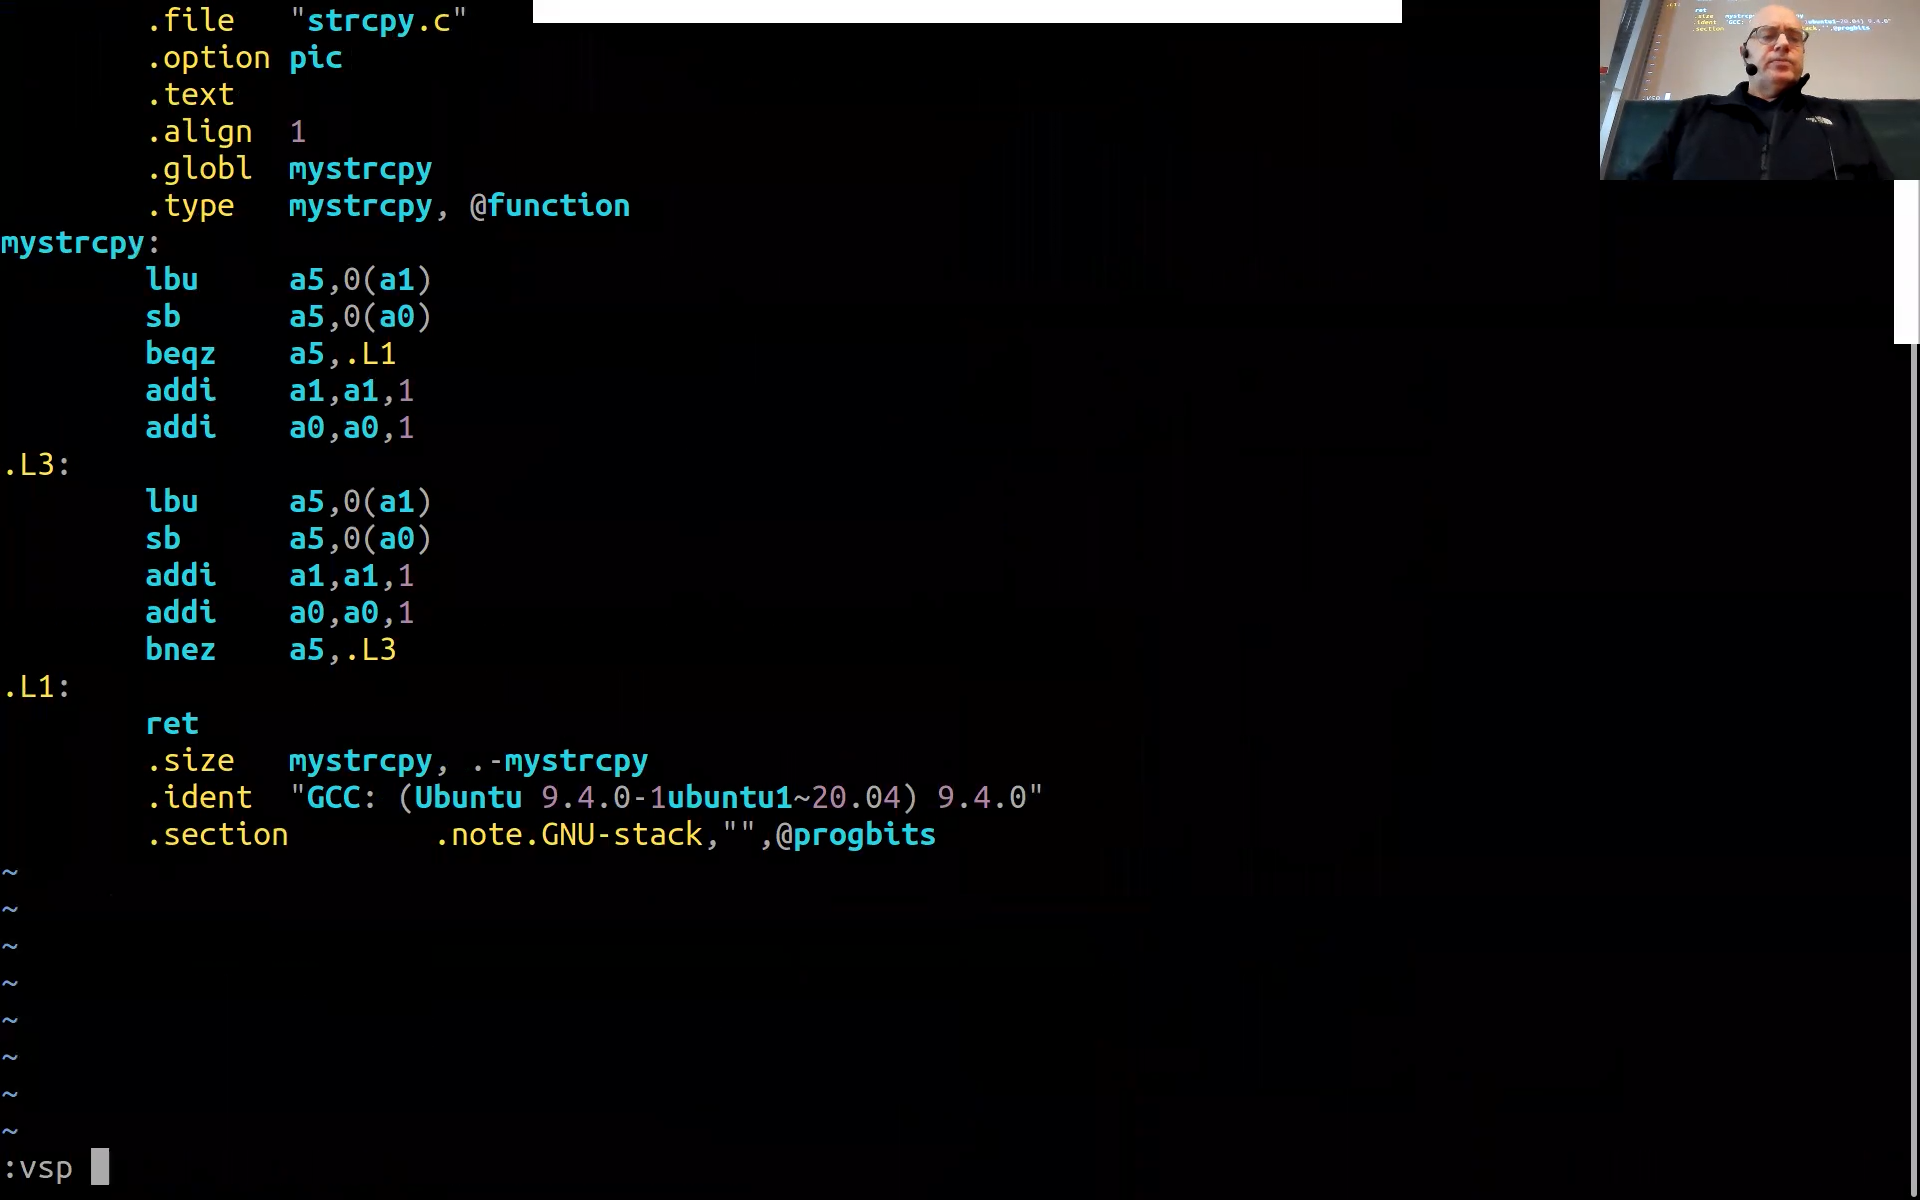 .file "strcpy.c"
.option pic
.text
.align 1
.globl mystrcpy
.type mystrcpy, @function
mystrcpy:
lbu a5,0(a1)
sb a5,0(a0)
beqz a5,.L1
addi a1,a1,1
addi a0,a0,1
.L3:
lbu a5,0(a1)
sb a5,0(a0)
addi a1,a1,1
addi a0,a0,1
bnez a5,.L3
.L1:
ret
.size mystrcpy, .-mystrcpy
.ident "GCC: (Ubuntu 9.4.0-1ubuntu1~20.04) 9.4.0"
.section .note.GNU-stack,"",@progbits
~
~
~
~
~
~
~
~
:vsp